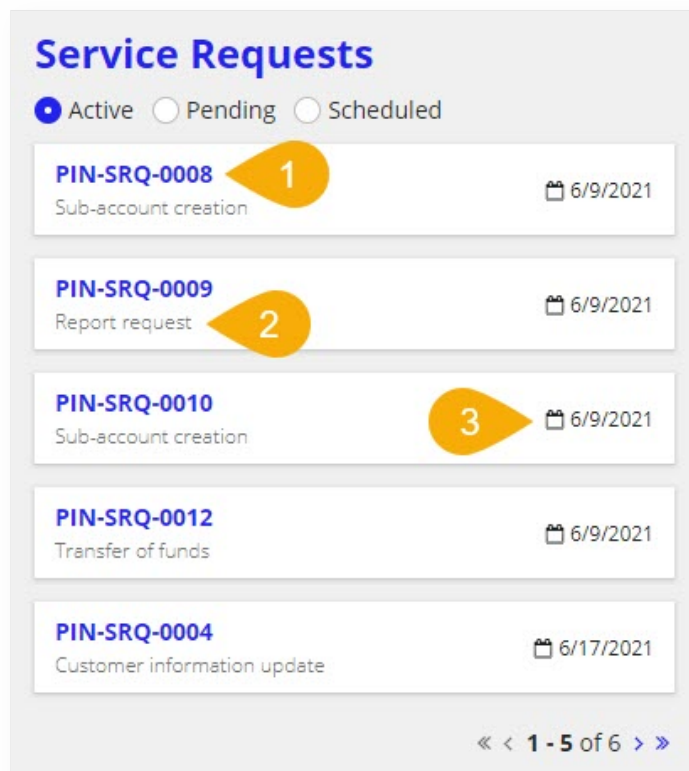 Service Requests
Active Pending Scheduled
PIN-SRQ-0008 1
Sub-account creation 6/9/2021
PIN-SRQ-0009
Report request 2 6/9/2021
PIN-SRQ-0010
Sub-account creation 3 6/9/2021
PIN-SRQ-0012
Transfer of funds 6/9/2021
PIN-SRQ-0004
Customer information update 6/17/2021
« < 1 - 5 of 6 > »